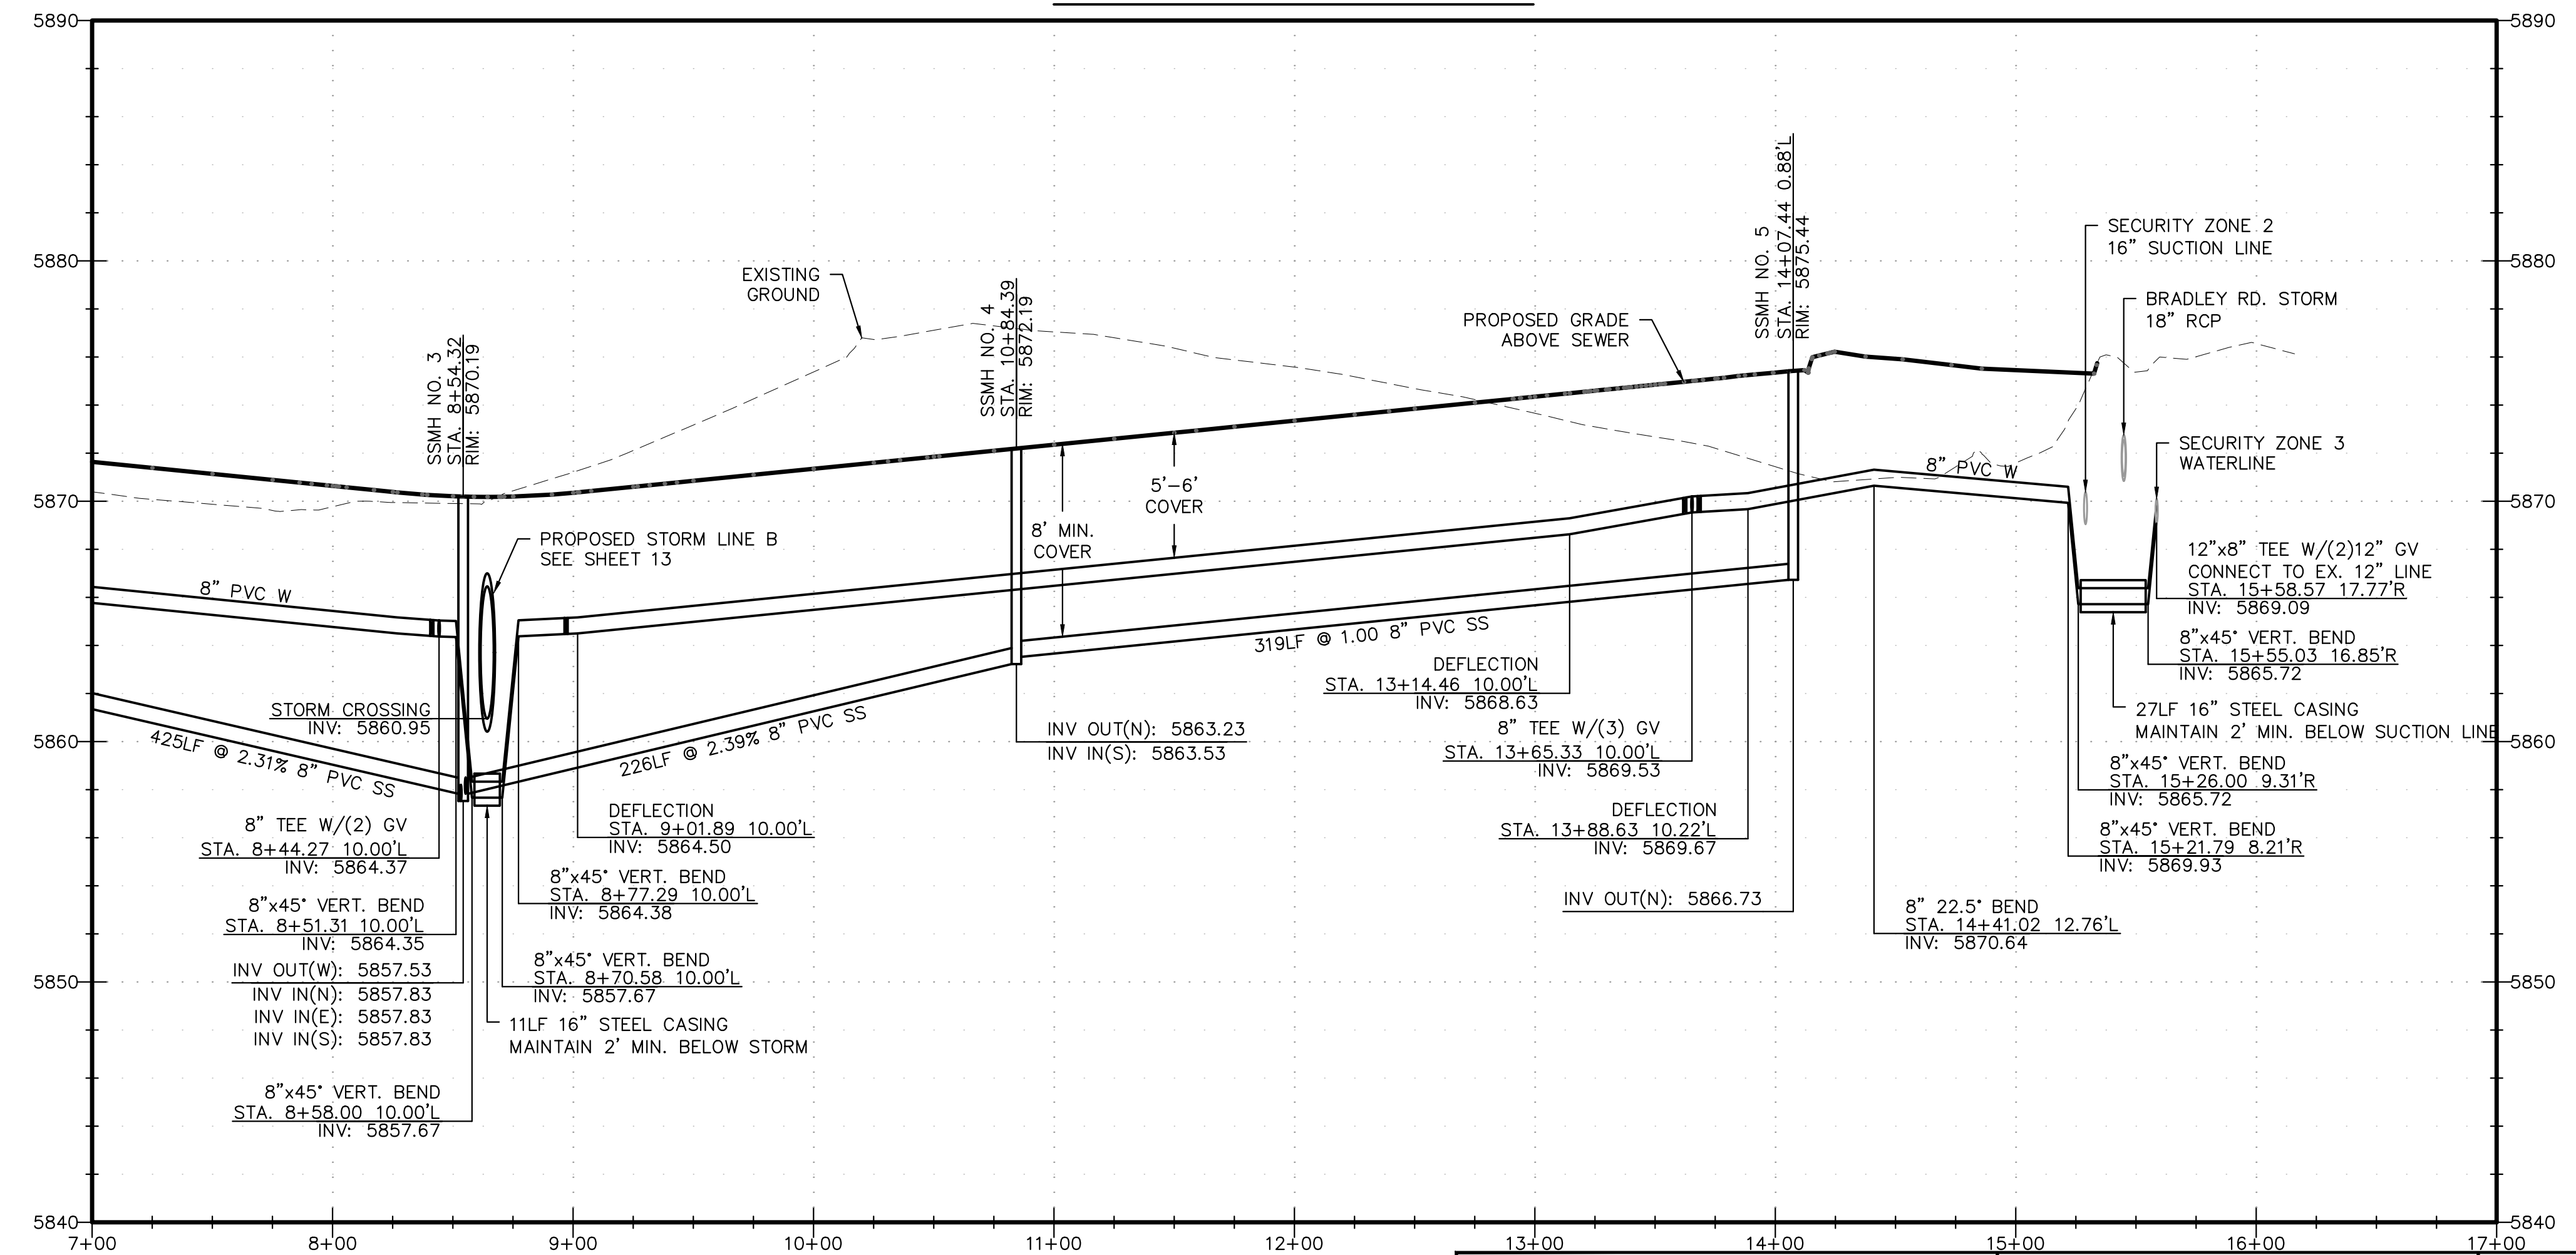 5890
5890
5880
5880
5870
5870
5860
5860
5850
5850
5840
5840
7+00
8+00
9+00
10+00
11+00
12+00
13+00
14+00
15+00
16+00
17+00
SSMH NO. 3
STA. 8+54.32
RIM: 5870.19
EXISTING
GROUND
SSMH NO. 4
STA. 10+84.39
RIM: 5872.19
PROPOSED GRADE
ABOVE SEWER
SSMH NO. 5
STA. 14+07.44 0.88'L
RIM: 5875.44
SECURITY ZONE 2
16" SUCTION LINE
BRADLEY RD. STORM
18" RCP
SECURITY ZONE 3
WATERLINE
8" PVC W
8" PVC W
5'-6'
COVER
8' MIN.
COVER
PROPOSED STORM LINE B
SEE SHEET 13
STORM CROSSING
INV: 5860.95
425LF @ 2.31% 8" PVC SS
226LF @ 2.39% 8" PVC SS
319LF @ 1.00 8" PVC SS
INV OUT(N): 5863.23
INV IN(S): 5863.53
DEFLECTION
STA. 13+14.46 10.00'L
INV: 5868.63
8" TEE W/(3) GV
STA. 13+65.33 10.00'L
INV: 5869.53
DEFLECTION
STA. 13+88.63 10.22'L
INV: 5869.67
INV OUT(N): 5866.73
8" 22.5° BEND
STA. 14+41.02 12.76'L
INV: 5870.64
12"x8" TEE W/(2)12" GV
CONNECT TO EX. 12" LINE
STA. 15+58.57 17.77'R
INV: 5869.09
8"x45° VERT. BEND
STA. 15+55.03 16.85'R
INV: 5865.72
27LF 16" STEEL CASING
MAINTAIN 2' MIN. BELOW SUCTION LINE
8"x45° VERT. BEND
STA. 15+26.00 9.31'R
INV: 5865.72
8"x45° VERT. BEND
STA. 15+21.79 8.21'R
INV: 5869.93
8" TEE W/(2) GV
STA. 8+44.27 10.00'L
INV: 5864.37
8"x45° VERT. BEND
STA. 8+51.31 10.00'L
INV: 5864.35
INV OUT(W): 5857.53
INV IN(N): 5857.83
INV IN(E): 5857.83
INV IN(S): 5857.83
8"x45° VERT. BEND
STA. 8+58.00 10.00'L
INV: 5857.67
DEFLECTION
STA. 9+01.89 10.00'L
INV: 5864.50
8"x45° VERT. BEND
STA. 8+77.29 10.00'L
INV: 5864.38
8"x45° VERT. BEND
STA. 8+70.58 10.00'L
INV: 5857.67
11LF 16" STEEL CASING
MAINTAIN 2' MIN. BELOW STORM